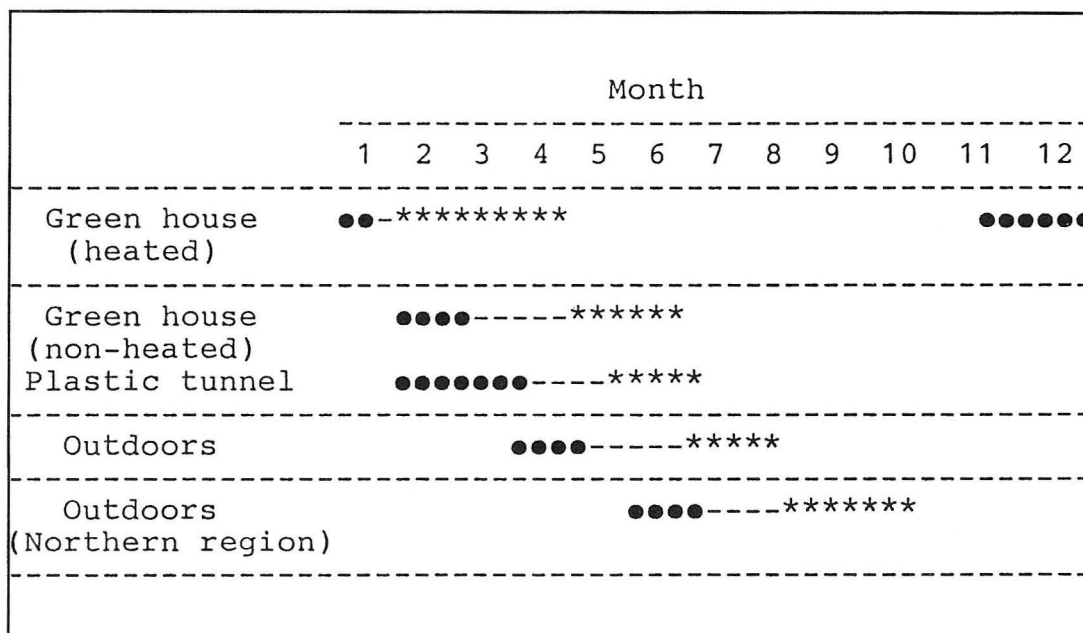 Month
1 2 3 4 5 6 7 8 9 10 11 12
Green house ●●-********* ●●●●●●
(heated)
Green house ●●●●-----******
(non-heated)
Plastic tunnel ●●●●●●●----*****
Outdoors ●●●●-----*****
Outdoors ●●●●----*******
(Northern region)